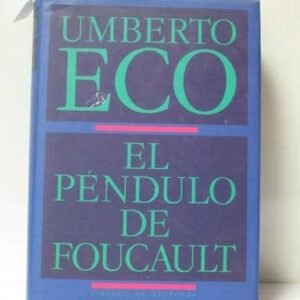 UMBERTO
ECO
EL
PÉNDULO
DE
FOUCAULT
CÍRCULO DE LECTORES